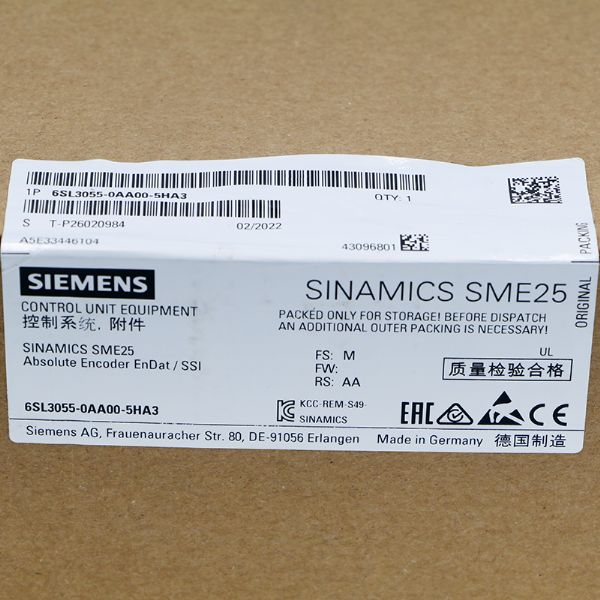 1P 6SL3055-0AA00-5HA3 QTY: 1
S T-P26020984 02/2022
A5E33446104 43096801
SIEMENS
SINAMICS SME25
CONTROL UNIT EQUIPMENT
控制系统, 附件
PACKED ONLY FOR STORAGE! BEFORE DISPATCH
AN ADDITIONAL OUTER PACKING IS NECESSARY!
SINAMICS SME25
Absolute Encoder EnDat / SSI
FS: M
FW:
RS: AA
UL
质量检验合格
6SL3055-0AA00-5HA3
KCC-REM-S49-
SINAMICS
EAC
CE
Siemens AG, Frauenauracher Str. 80, DE-91056 Erlangen
Made in Germany 德国制造
ORIGINAL PACKING